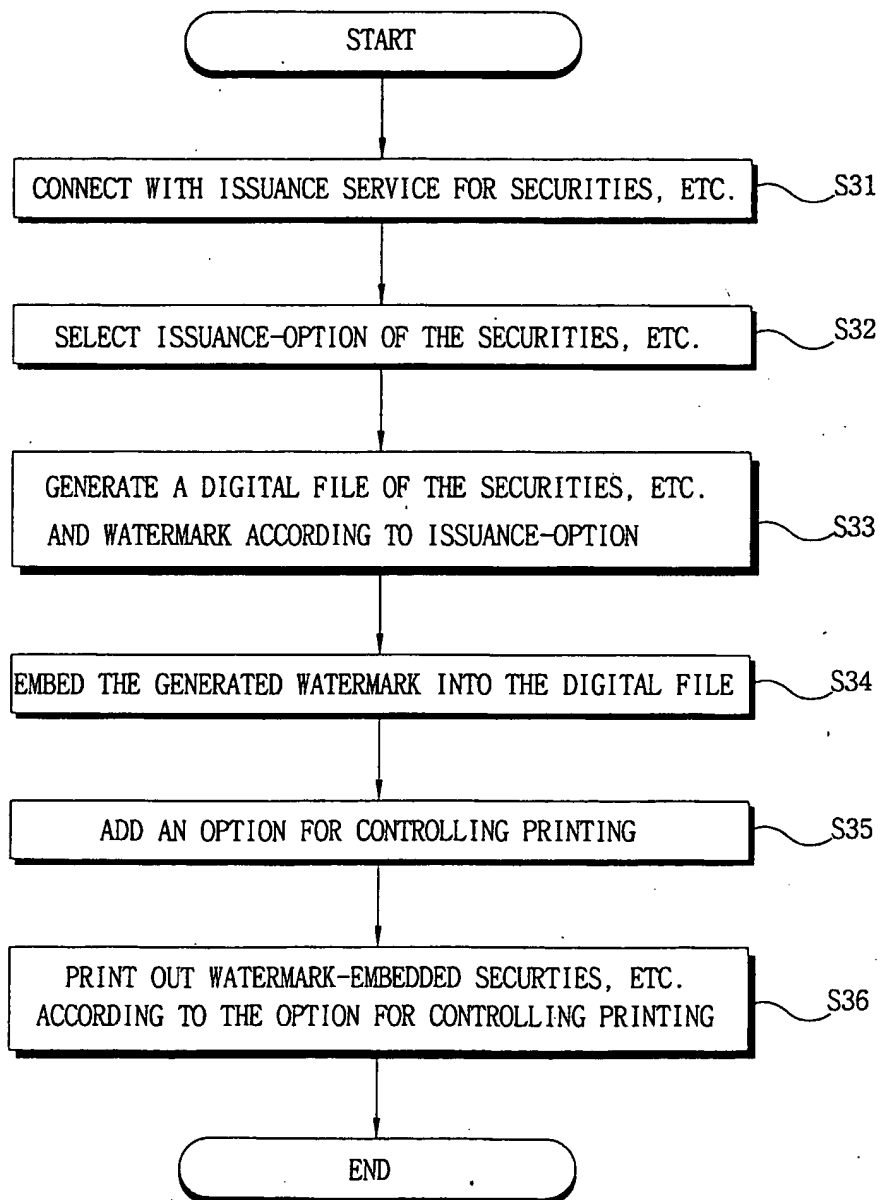 START
CONNECT WITH ISSUANCE SERVICE FOR SECURITIES, ETC.
S31
SELECT ISSUANCE-OPTION OF THE SECURITIES, ETC.
S32
GENERATE A DIGITAL FILE OF THE SECURITIES, ETC.
AND WATERMARK ACCORDING TO ISSUANCE-OPTION
S33
EMBED THE GENERATED WATERMARK INTO THE DIGITAL FILE
S34
ADD AN OPTION FOR CONTROLLING PRINTING
S35
PRINT OUT WATERMARK-EMBEDDED SECURTIES, ETC.
ACCORDING TO THE OPTION FOR CONTROLLING PRINTING
S36
END